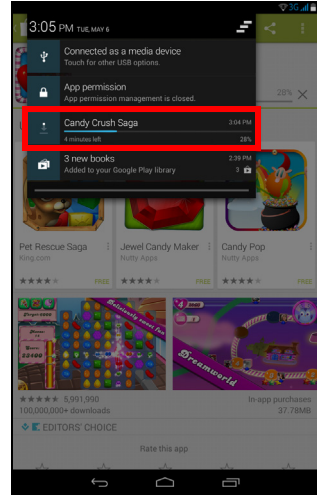 3G
3:05 PM TUE, MAY 6
Connected as a media device
Touch for other USB options.
App permission
App permission management is closed.
28%
Candy Crush Saga 3:04 PM
4 minutes left 28%
3 new books 2:39 PM
Added to your Google Play library 3
Pet Rescue Saga
King.com
FREE
Jewel Candy Maker
Nutty Apps
FREE
Candy Pop
Nutty Apps
FREE
Deliciously sweet fun
Dreamworld
5,991,990 In-app purchases
100,000,000+ downloads 37.78MB
EDITORS' CHOICE
Rate this app